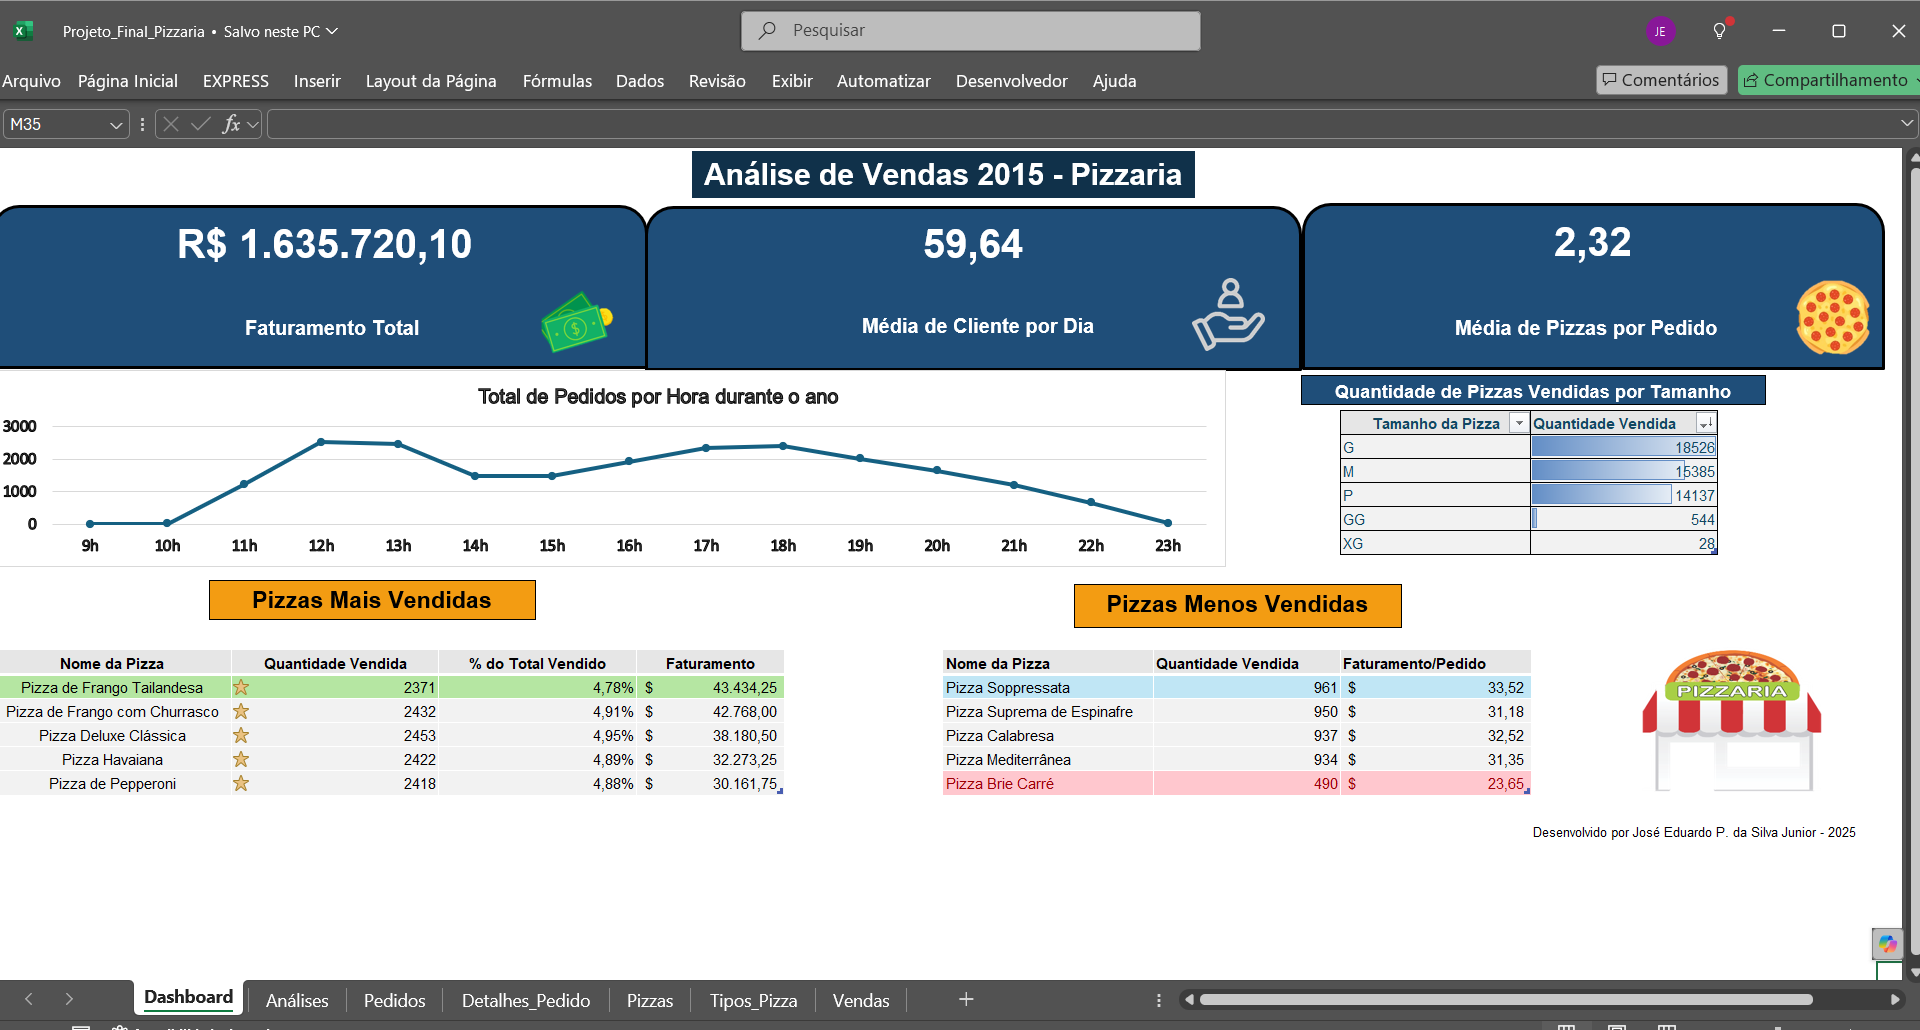 Projeto_Final_Pizzaria • Salvo neste PC
Pesquisar
JE
Arquivo Página Inicial EXPRESS Inserir Layout da Página Fórmulas Dados Revisão Exibir Automatizar Desenvolvedor Ajuda
Comentários Compartilhamento
M35 fx
Análise de Vendas 2015 - Pizzaria
R$ 1.635.720,10
Faturamento Total
59,64
Média de Cliente por Dia
2,32
Média de Pizzas por Pedido
Total de Pedidos por Hora durante o ano
3000
2000
1000
0
9h 10h 11h 12h 13h 14h 15h 16h 17h 18h 19h 20h 21h 22h 23h
Quantidade de Pizzas Vendidas por Tamanho
Tamanho da Pizza Quantidade Vendida
G 18526
M 15385
P 14137
GG 544
XG 28
Pizzas Mais Vendidas
Nome da Pizza Quantidade Vendida % do Total Vendido Faturamento
Pizza de Frango Tailandesa 2371 4,78% $ 43.434,25
Pizza de Frango com Churrasco 2432 4,91% $ 42.768,00
Pizza Deluxe Clássica 2453 4,95% $ 38.180,50
Pizza Havaiana 2422 4,89% $ 32.273,25
Pizza de Pepperoni 2418 4,88% $ 30.161,75
Pizzas Menos Vendidas
Nome da Pizza Quantidade Vendida Faturamento/Pedido
Pizza Soppressata 961 $ 33,52
Pizza Suprema de Espinafre 950 $ 31,18
Pizza Calabresa 937 $ 32,52
Pizza Mediterrânea 934 $ 31,35
Pizza Brie Carré 490 $ 23,65
PIZZARIA
Desenvolvido por José Eduardo P. da Silva Junior - 2025
Dashboard Análises Pedidos Detalhes_Pedido Pizzas Tipos_Pizza Vendas